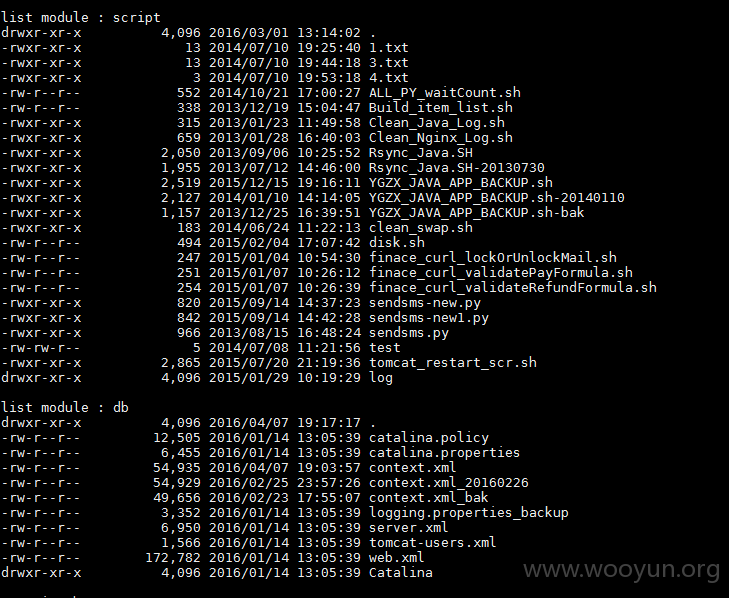 list module : script
drwxr-xr-x 4,096 2016/03/01 13:14:02 .
-rwxr-xr-x 13 2014/07/10 19:25:40 1.txt
-rwxr-xr-x 13 2014/07/10 19:44:18 3.txt
-rwxr-xr-x 3 2014/07/10 19:53:18 4.txt
-rw-r--r-- 552 2014/10/21 17:00:27 ALL_PY_waitCount.sh
-rw-r--r-- 338 2013/12/19 15:04:47 Build_item_list.sh
-rwxr-xr-x 315 2013/01/23 11:49:58 Clean_Java_Log.sh
-rwxr-xr-x 659 2013/01/28 16:40:03 Clean_Nginx_Log.sh
-rwxr-xr-x 2,050 2013/09/06 10:25:52 Rsync_Java.SH
-rwxr-xr-x 1,955 2013/07/12 14:46:00 Rsync_Java.SH-20130730
-rwxr-xr-x 2,519 2015/12/15 19:16:11 YGZX_JAVA_APP_BACKUP.sh
-rwxr-xr-x 2,127 2014/01/10 14:14:05 YGZX_JAVA_APP_BACKUP.sh-20140110
-rwxr-xr-x 1,157 2013/12/25 16:39:51 YGZX_JAVA_APP_BACKUP.sh-bak
-rwxr-xr-x 183 2014/06/24 11:22:13 clean_swap.sh
-rw-r--r-- 494 2015/02/04 17:07:42 disk.sh
-rw-r--r-- 247 2015/01/04 10:54:30 finace_curl_lockOrUnlockMail.sh
-rw-r--r-- 251 2015/01/07 10:26:12 finace_curl_validatePayFormula.sh
-rw-r--r-- 254 2015/01/07 10:26:39 finace_curl_validateRefundFormula.sh
-rwxr-xr-x 820 2015/09/14 14:37:23 sendsms-new.py
-rwxr-xr-x 842 2015/09/14 14:42:28 sendsms-new1.py
-rwxr-xr-x 966 2013/08/15 16:48:24 sendsms.py
-rw-rw-r-- 5 2014/07/08 11:21:56 test
-rwxr-xr-x 2,865 2015/07/20 21:19:36 tomcat_restart_scr.sh
drwxr-xr-x 4,096 2015/01/29 10:19:29 log
list module : db
drwxr-xr-x 4,096 2016/04/07 19:17:17 .
-rw-r--r-- 12,505 2016/01/14 13:05:39 catalina.policy
-rw-r--r-- 6,455 2016/01/14 13:05:39 catalina.properties
-rw-r--r-- 54,935 2016/04/07 19:03:57 context.xml
-rw-r--r-- 54,929 2016/02/25 23:57:26 context.xml_20160226
-rw-r--r-- 49,656 2016/02/23 17:55:07 context.xml_bak
-rw-r--r-- 3,352 2016/01/14 13:05:39 logging.properties_backup
-rw-r--r-- 6,950 2016/01/14 13:05:39 server.xml
-rw-r--r-- 1,566 2016/01/14 13:05:39 tomcat-users.xml
-rw-r--r-- 172,782 2016/01/14 13:05:39 web.xml
drwxr-xr-x 4,096 2016/01/14 13:05:39 Catalina
www.wooyun.org